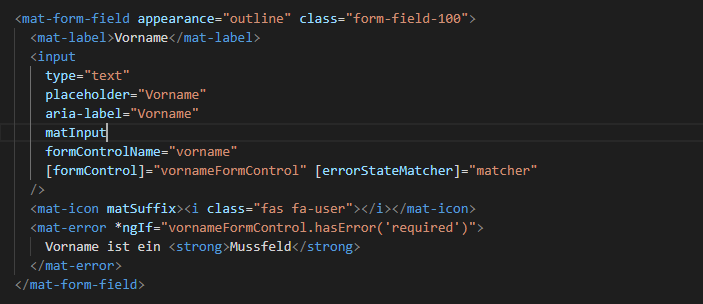 <mat-form-field appearance="outline" class="form-field-100">
<mat-label>Vorname</mat-label>
<input
type="text"
placeholder="Vorname"
aria-label="Vorname"
matInput
formControlName="vorname"
[formControl]="vornameFormControl" [errorStateMatcher]="matcher"
/>
<mat-icon matSuffix><i class="fas fa-user"></i></mat-icon>
<mat-error *ngIf="vornameFormControl.hasError('required')">
Vorname ist ein <strong>Mussfeld</strong>
</mat-error>
</mat-form-field>